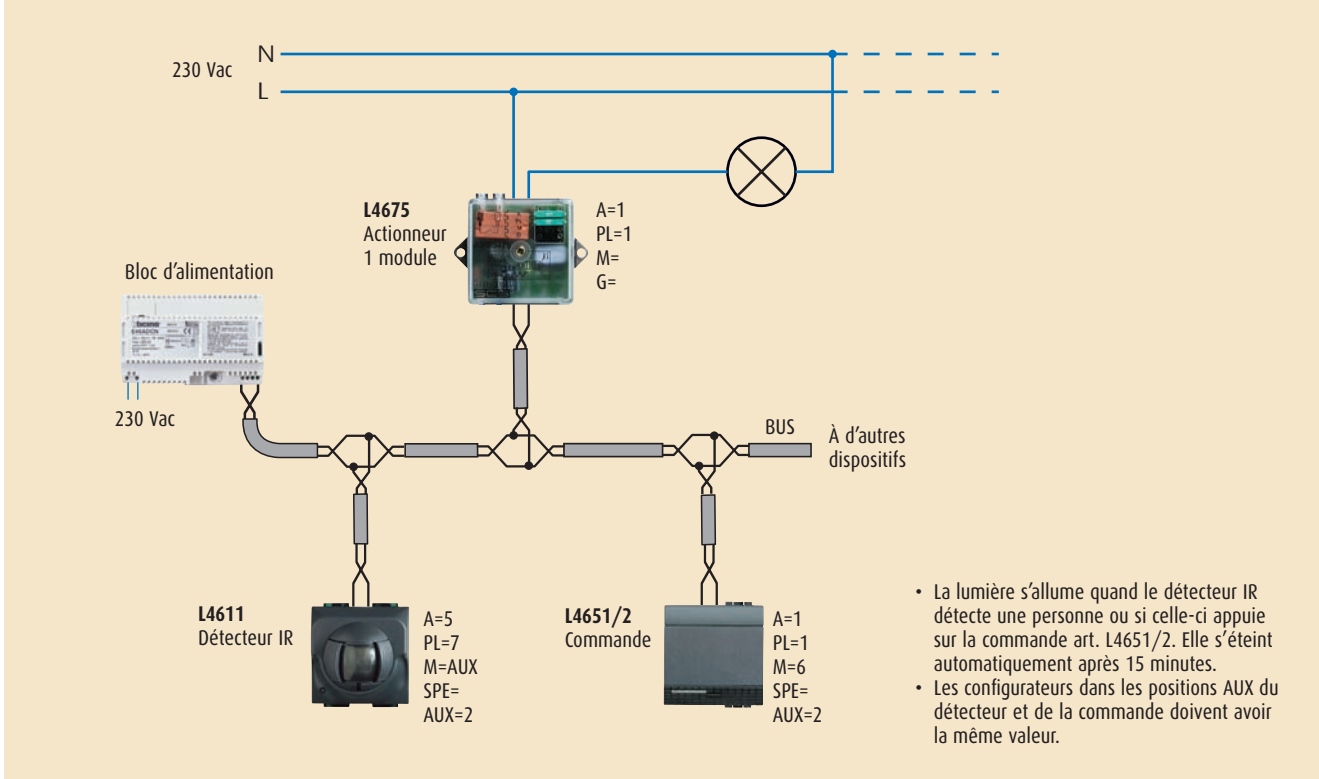 N
230 Vac
L
L4675
Actionneur
1 module
A=1
PL=1
M=
G=
Bloc d'alimentation
230 Vac
BUS
À d'autres
dispositifs
L4611
Détecteur IR
A=5
PL=7
M=AUX
SPE=
AUX=2
L4651/2
Commande
A=1
PL=1
M=6
SPE=
AUX=2
• La lumière s'allume quand le détecteur IR
détecte une personne ou si celle-ci appuie
sur la commande art. L4651/2. Elle s'éteint
automatiquement après 15 minutes.
• Les configurateurs dans les positions AUX du
détecteur et de la commande doivent avoir
la même valeur.